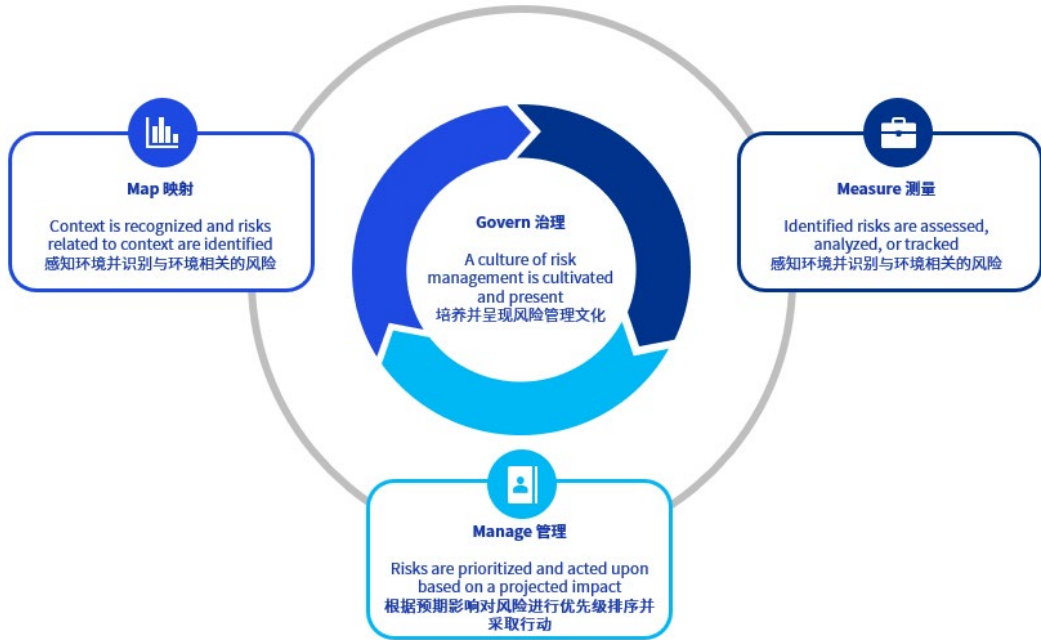 Map 映射
Context is recognized and risks
related to context are identified
感知环境并识别与环境相关的风险
Govern 治理
A culture of risk
management is cultivated
and present
培养并呈现风险管理文化
Measure 测量
Identified risks are assessed,
analyzed, or tracked
感知环境并识别与环境相关的风险
Manage 管理
Risks are prioritized and acted upon
based on a projected impact
根据预期影响对风险进行优先级排序并
采取行动